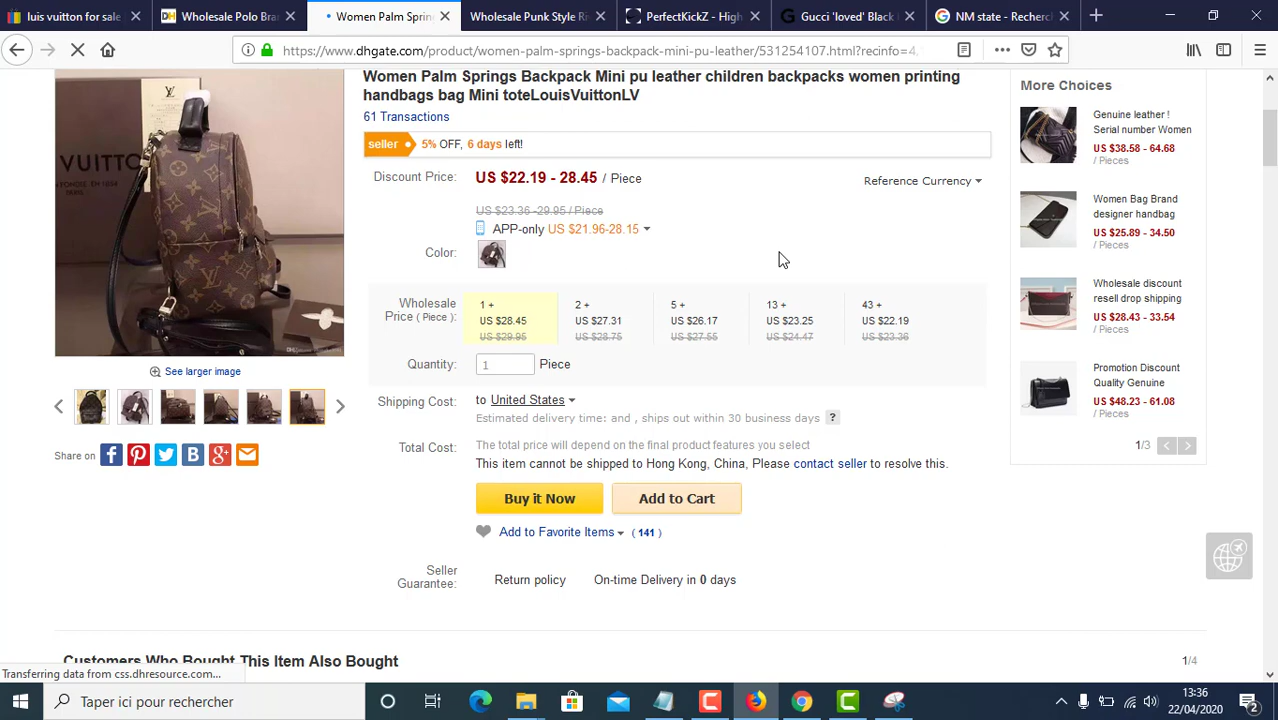 luis vuitton for sale
Wholesale Polo Bran
Women Palm Sprin
Wholesale Punk Style Ri
PerfectKickZ - High
Gucci 'loved' Black
NM state - Recherc
https://www.dhgate.com/product/women-palm-springs-backpack-mini-pu-leather/531254107.html?recinfo=4.
Women Palm Springs Backpack Mini pu leather children backpacks women printing
handbags bag Mini toteLouisVuittonLV
61 Transactions
seller 5% OFF, 6 days left!
Discount Price: US $22.19 - 28.45 / Piece
Reference Currency
US $23.36 -29.95 / Piece
APP-only US $21.96-28.15
Color:
Wholesale
Price ( Piece ):
1 + 2 + 5 + 13 + 43 +
US $28.45 US $27.31 US $26.17 US $23.25 US $22.19
US $29.95 US $28.75 US $27.55 US $24.47 US $23.36
Quantity: 1 Piece
Shipping Cost: to United States
Estimated delivery time: and , ships out within 30 business days ?
Total Cost: The total price will depend on the final product features you select
This item cannot be shipped to Hong Kong, China, Please contact seller to resolve this.
Buy it Now
Add to Cart
Add to Favorite Items ( 141 )
Seller
Guarantee:
Return policy On-time Delivery in 0 days
VUITTON
LV
See larger image
Share on
More Choices
Genuine leather !
Serial number Women
US $38.58 - 64.68
/ Pieces
Women Bag Brand
designer handbag
US $25.89 - 34.50
/ Pieces
Wholesale discount
resell drop shipping
US $28.43 - 33.54
/ Pieces
Promotion Discount
Quality Genuine
US $48.23 - 61.08
/ Pieces
1/3
Customers Who Bought This Item Also Bought
1/4
Transferring data from css.dhresource.com...
Taper ici pour rechercher
13:36
22/04/2020
2